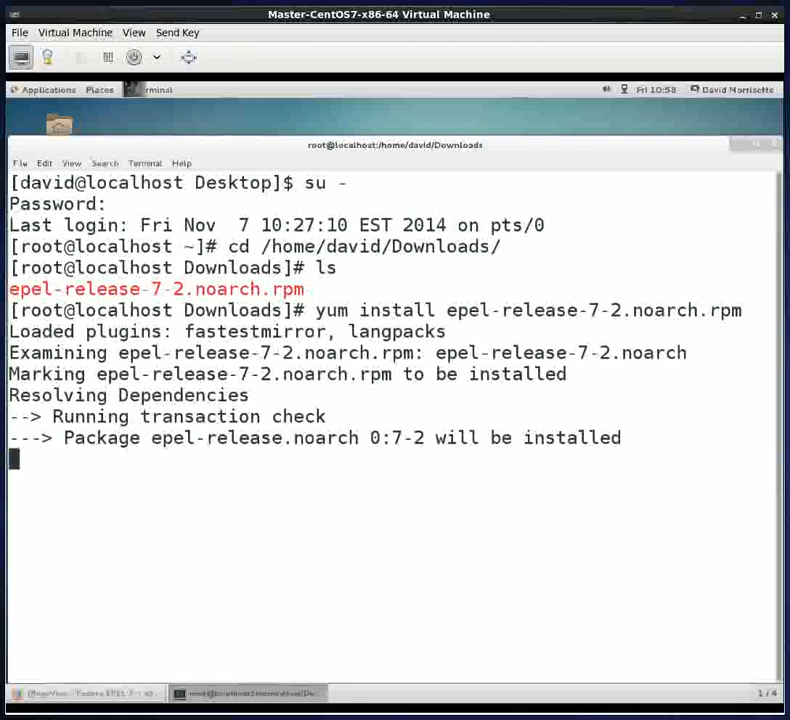 Master-CentOS7-x86-64 Virtual Machine
File Virtual Machine View Send Key
Applications Places rminal Fri 10:58 David Morrisette
root@localhost:/home/david/Downloads
File Edit View Search Terminal Help
[david@localhost Desktop]$ su -
Password:
Last login: Fri Nov  7 10:27:10 EST 2014 on pts/0
[root@localhost ~]# cd /home/david/Downloads/
[root@localhost Downloads]# ls
epel-release-7-2.noarch.rpm
[root@localhost Downloads]# yum install epel-release-7-2.noarch.rpm
Loaded plugins: fastestmirror, langpacks
Examining epel-release-7-2.noarch.rpm: epel-release-7-2.noarch
Marking epel-release-7-2.noarch.rpm to be installed
Resolving Dependencies
--> Running transaction check
---> Package epel-release.noarch 0:7-2 will be installed
1 / 4